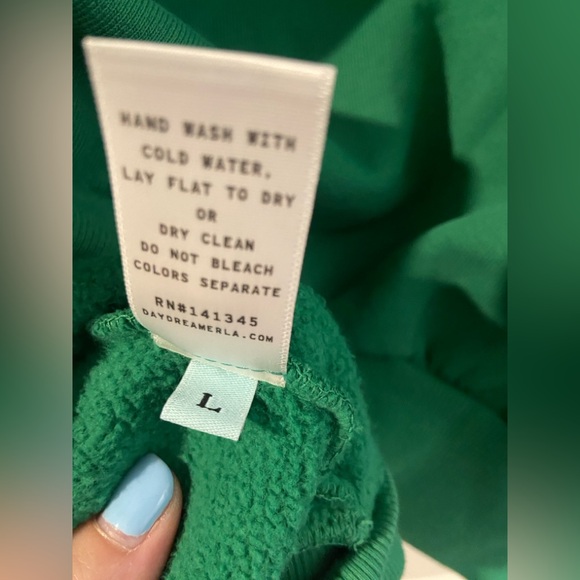 HAND WASH WITH
COLD WATER,
LAY FLAT TO DRY
OR
DRY CLEAN
DO NOT BLEACH
COLORS SEPARATE
RN#141345
DAYDREAMERLA.COM
L